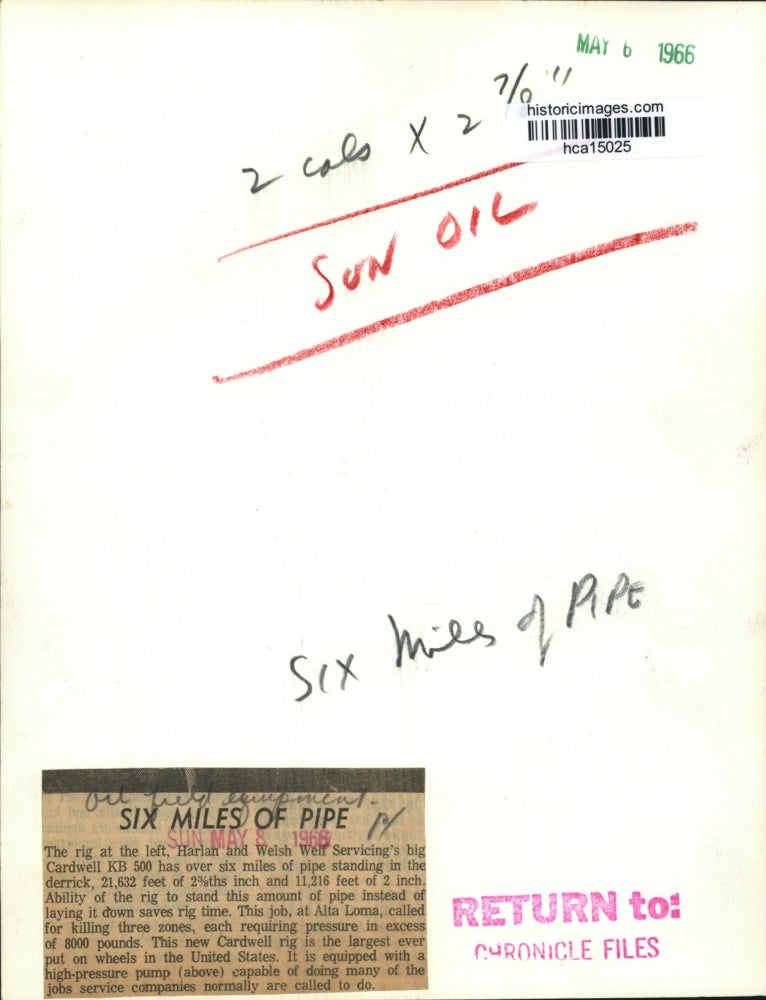 MAY 6 1966
2 cols X 2 7/8"
historicimages.com
hca15025
SUN OIL
SIX Miles of PIPE
oil field equipment.
SIX MILES OF PIPE
SUN MAY 8 1966
The rig at the left, Harlan and Welsh Well Servicing's big
Cardwell KB 500 has over six miles of pipe standing in the
derrick, 21,632 feet of 2⅜ths inch and 11,216 feet of 2 inch.
Ability of the rig to stand this amount of pipe instead of
laying it down saves rig time. This job, at Alta Loma, called
for killing three zones, each requiring pressure in excess
of 8000 pounds. This new Cardwell rig is the largest ever
put on wheels in the United States. It is equipped with a
high-pressure pump (above) capable of doing many of the
jobs service companies normally are called to do.
RETURN to:
CHRONICLE FILES